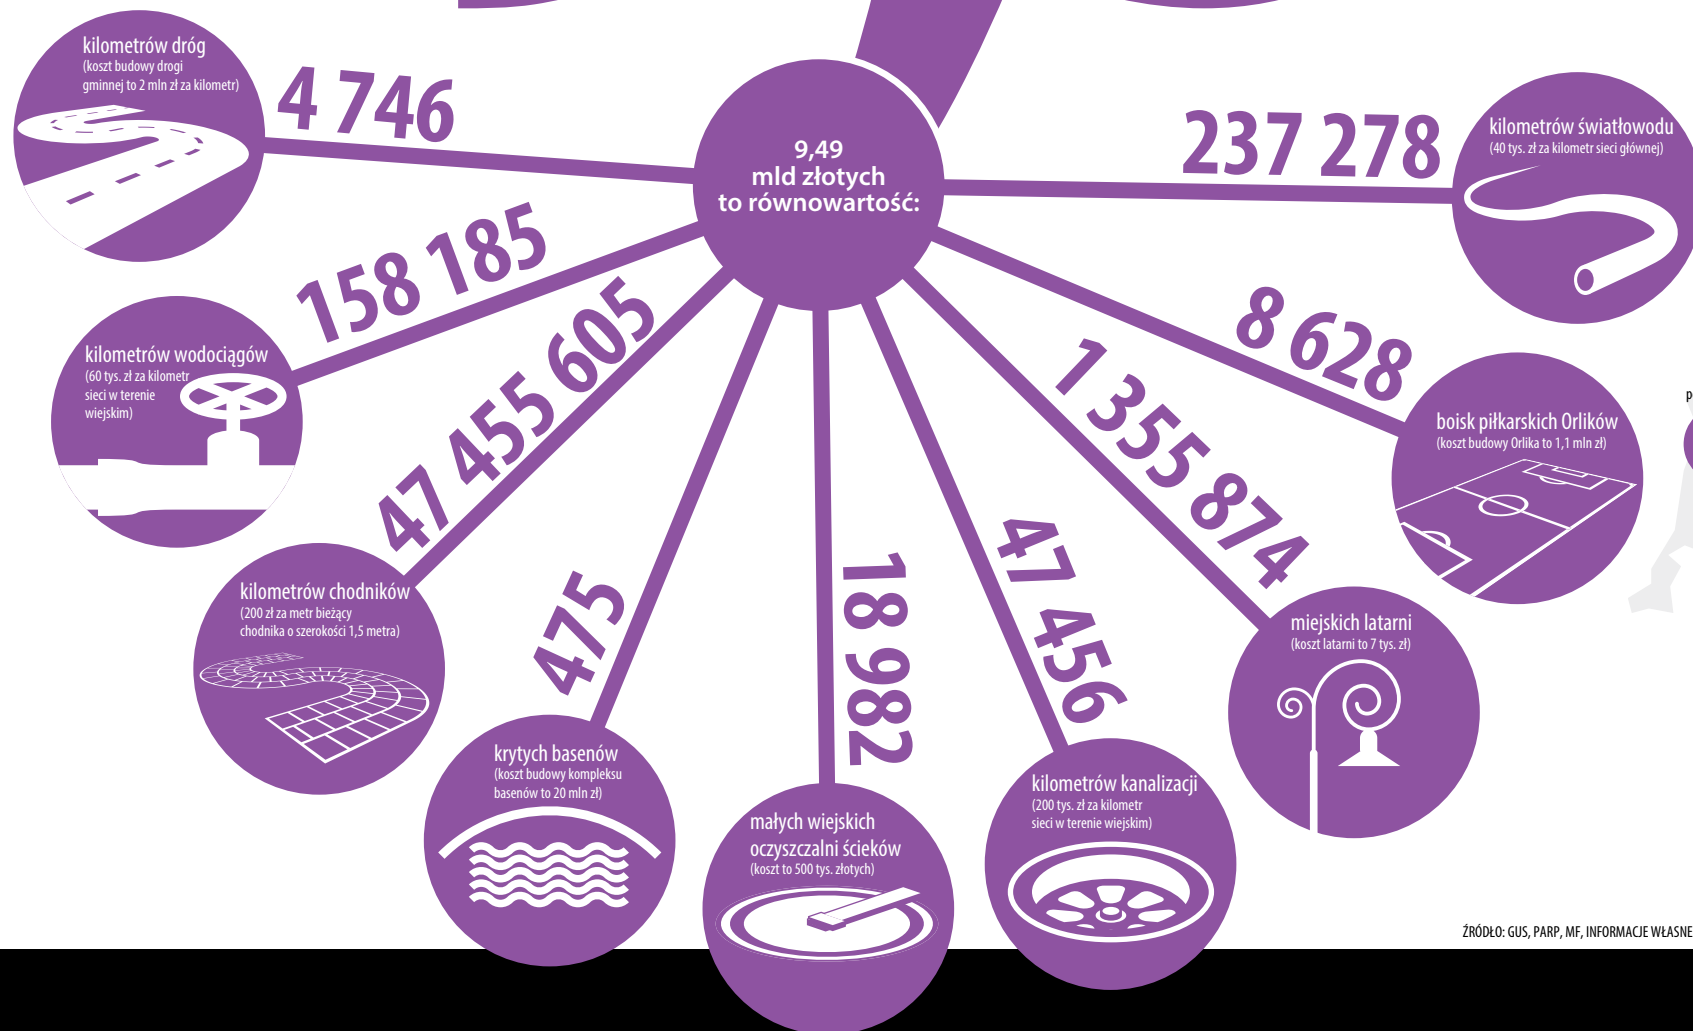 9,49
mld złotych
to równowartość:
4 746
kilometrów dróg
(koszt budowy drogi
gminnej to 2 mln zł za kilometr)
158 185
kilometrów wodociągów
(60 tys. zł za kilometr
sieci w terenie
wiejskim)
47 455 605
kilometrów chodników
(200 zł za metr bieżący
chodnika o szerokości 1,5 metra)
475
krytych basenów
(koszt budowy kompleksu
basenów to 20 mln zł)
18 982
małych wiejskich
oczyszczalni ścieków
(koszt to 500 tys. złotych)
47 456
kilometrów kanalizacji
(200 tys. zł za kilometr
sieci w terenie wiejskim)
1 355 874
miejskich latarni
(koszt latarni to 7 tys. zł)
8 628
boisk piłkarskich Orlików
(koszt budowy Orlika to 1,1 mln zł)
237 278
kilometrów światłowodu
(40 tys. zł za kilometr sieci głównej)
p
ŹRÓDŁO: GUS, PARP, MF, INFORMACJE WŁASNE